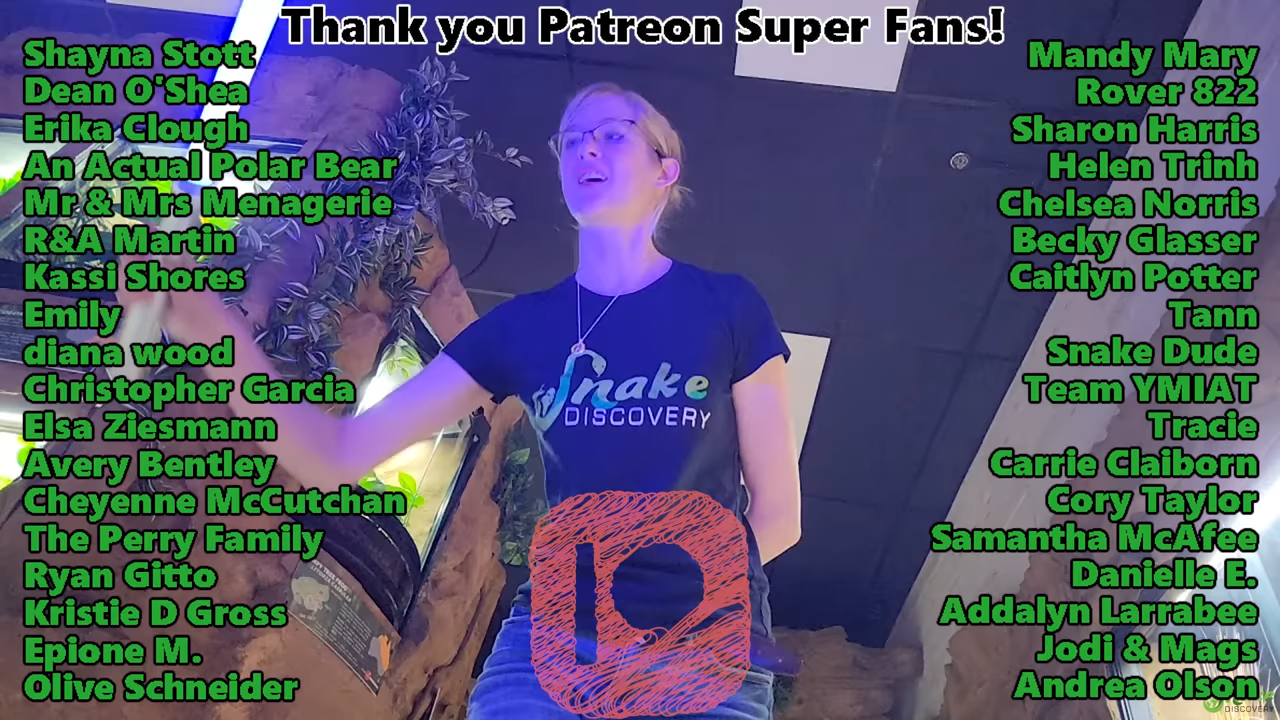 Thank you Patreon Super Fans!
Shayna Stott
Dean O'Shea
Erika Clough
An Actual Polar Bear
Mr & Mrs Menagerie
R&A Martin
Kassi Shores
Emily
diana wood
Christopher Garcia
Elsa Ziesmann
Avery Bentley
Cheyenne McCutchan
The Perry Family
Ryan Gitto
Kristie D Gross
Epione M.
Olive Schneider
Mandy Mary
Rover 822
Sharon Harris
Helen Trinh
Chelsea Norris
Becky Glasser
Caitlyn Potter
Tann
Snake Dude
Team YMIAT
Tracie
Carrie Claiborn
Cory Taylor
Samantha McAfee
Danielle E.
Addalyn Larrabee
Jodi & Mags
Andrea Olson
Snake
DISCOVERY
DISCOVERY